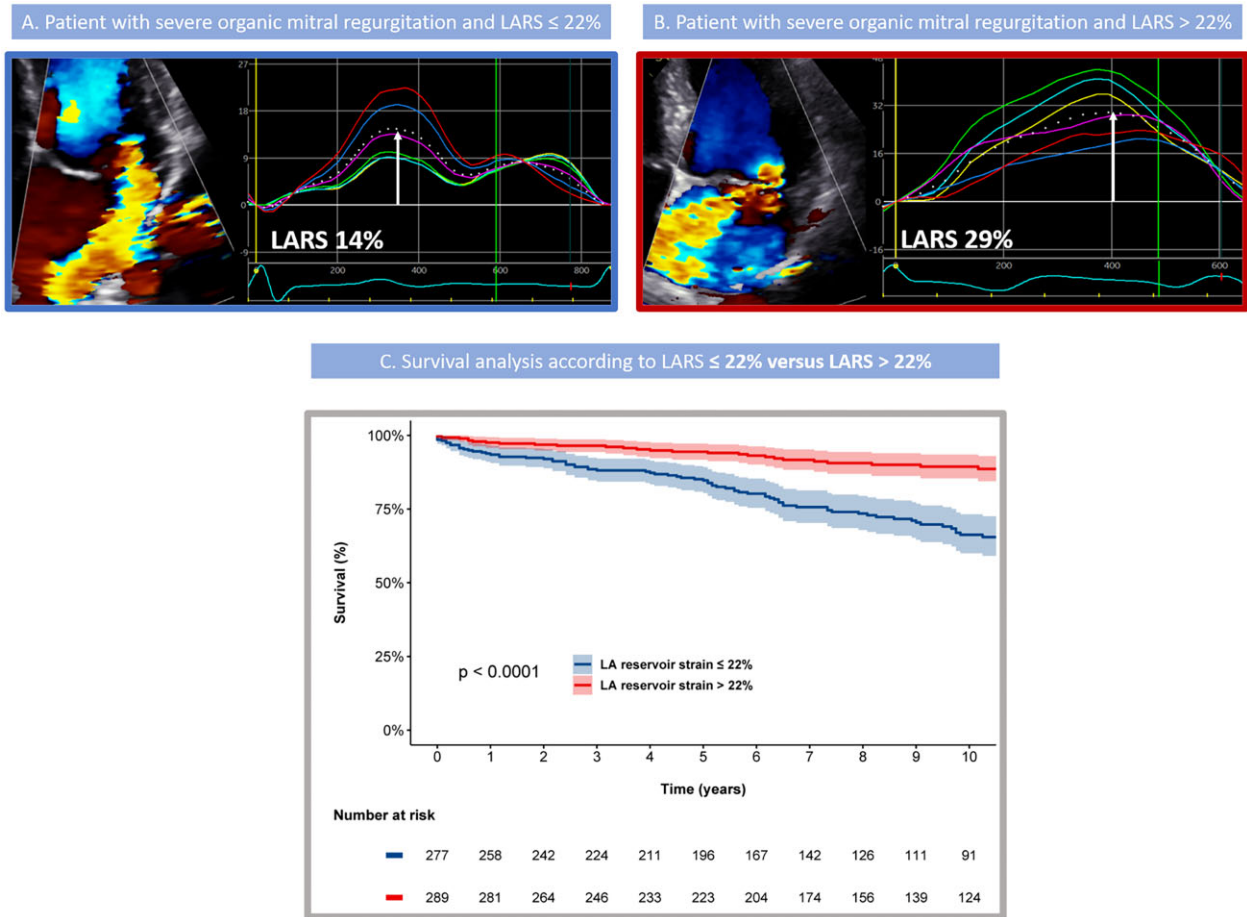 A. Patient with severe organic mitral regurgitation and LARS ≤ 22%
B. Patient with severe organic mitral regurgitation and LARS > 22%
27
18
9
0
-9
LARS 14%
200
400
600
800
48
32
16
0
-16
LARS 29%
200
400
600
C. Survival analysis according to LARS ≤ 22% versus LARS > 22%
100%
75%
50%
25%
0%
Survival (%)
p < 0.0001
LA reservoir strain ≤ 22%
LA reservoir strain > 22%
0 1 2 3 4 5 6 7 8 9 10
Time (years)
Number at risk
277 258 242 224 211 196 167 142 126 111 91
289 281 264 246 233 223 204 174 156 139 124